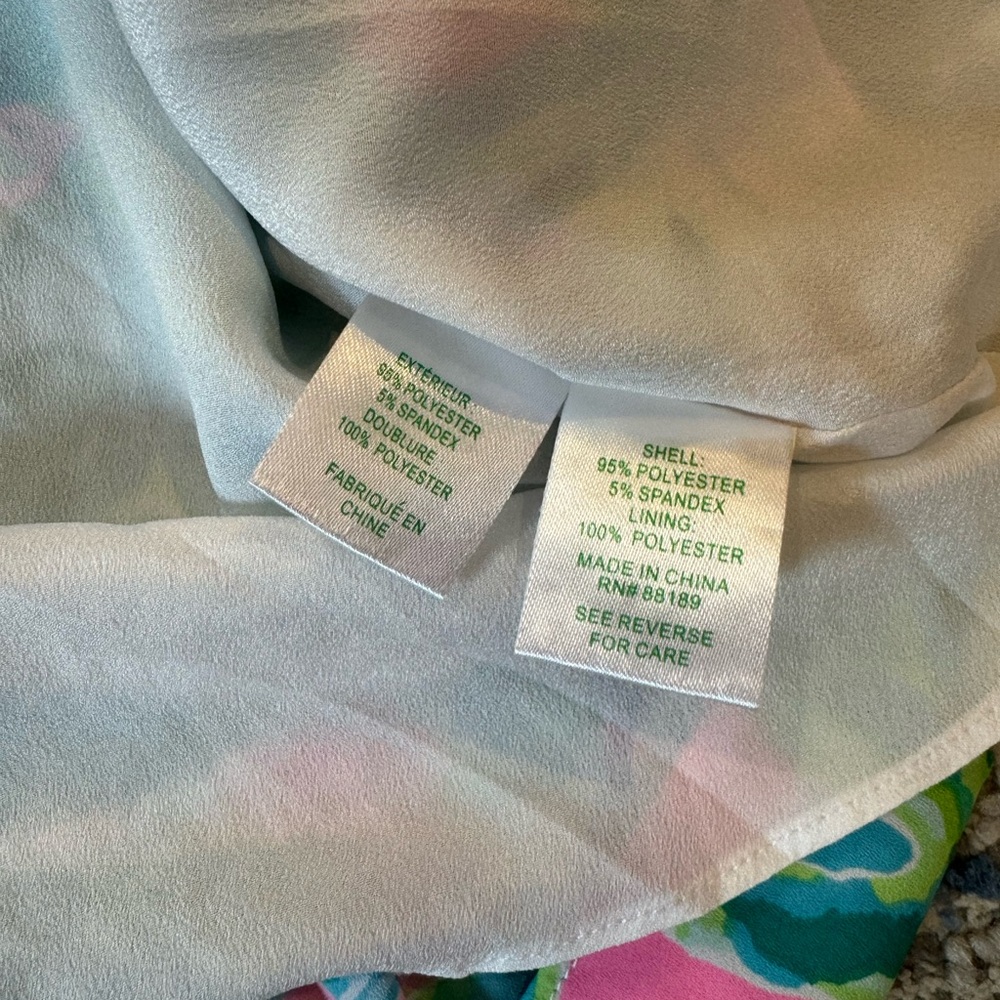 EXTÉRIEUR
95% POLYESTER
5% SPANDEX
DOUBLURE
100% POLYESTER
FABRIQUÉ EN
CHINE
SHELL:
95% POLYESTER
5% SPANDEX
LINING:
100% POLYESTER
MADE IN CHINA
RN# 88189
SEE REVERSE
FOR CARE